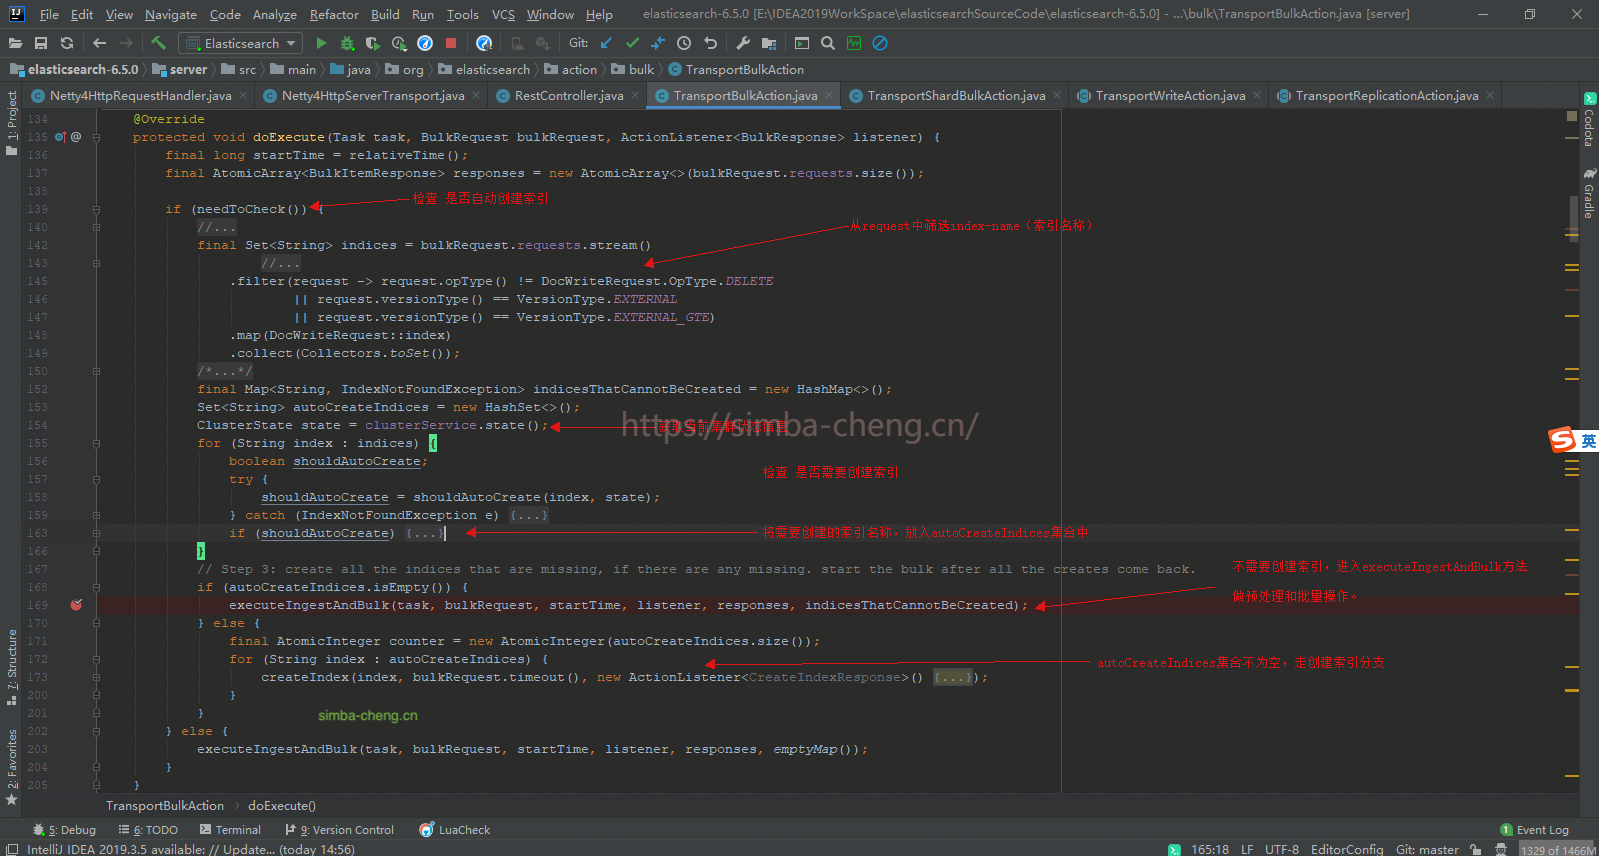 File Edit View Navigate Code Analyze Refactor Build Run Tools VCS Window Help elasticsearch-6.5.0 [E:\IDEA2019WorkSpace\elasticsearchSourceCode\elasticsearch-6.5.0] - ...\bulk\TransportBulkAction.java [server]
Elasticsearch Git:
elasticsearch-6.5.0 server src main java org elasticsearch action bulk TransportBulkAction
Netty4HttpRequestHandler.java Netty4HttpServerTransport.java RestController.java TransportBulkAction.java TransportShardBulkAction.java TransportWriteAction.java TransportReplicationAction.java
1: Project
7: Structure
2: Favorites
Codota
Gradle
134 @Override
135 protected void doExecute(Task task, BulkRequest bulkRequest, ActionListener<BulkResponse> listener) {
136 final long startTime = relativeTime();
137 final AtomicArray<BulkItemResponse> responses = new AtomicArray<>(bulkRequest.requests.size());
138
139 if (needToCheck()) { 检查 是否自动创建索引
140 //...
从request中筛选index-name（索引名称）
142 final Set<String> indices = bulkRequest.requests.stream()
143 //...
145 .filter(request -> request.opType() != DocWriteRequest.OpType.DELETE
146 || request.versionType() == VersionType.EXTERNAL
147 || request.versionType() == VersionType.EXTERNAL_GTE)
148 .map(DocWriteRequest::index)
149 .collect(Collectors.toSet());
150 /*...*/
152 final Map<String, IndexNotFoundException> indicesThatCannotBeCreated = new HashMap<>();
153 Set<String> autoCreateIndices = new HashSet<>();
154 ClusterState state = clusterService.state(); 获取当前集群状态信息
https://simba-cheng.cn/
155 for (String index : indices) {
156 boolean shouldAutoCreate;
检查 是否需要创建索引
157 try {
158 shouldAutoCreate = shouldAutoCreate(index, state);
159 } catch (IndexNotFoundException e) {...}
163 if (shouldAutoCreate) {...} 将需要创建的索引名称，放入autoCreateIndices集合中
166 }
167 // Step 3: create all the indices that are missing, if there are any missing. start the bulk after all the creates come back.
不需要创建索引，进入executeIngestAndBulk方法
168 if (autoCreateIndices.isEmpty()) {
做预处理和批量操作。
169 executeIngestAndBulk(task, bulkRequest, startTime, listener, responses, indicesThatCannotBeCreated);
170 } else {
171 final AtomicInteger counter = new AtomicInteger(autoCreateIndices.size());
172 for (String index : autoCreateIndices) { autoCreateIndices集合不为空，走创建索引分支
173 createIndex(index, bulkRequest.timeout(), new ActionListener<CreateIndexResponse>() {...});
200 }
201 }
simba-cheng.cn
202 } else {
203 executeIngestAndBulk(task, bulkRequest, startTime, listener, responses, emptyMap());
204 }
205 }
英
TransportBulkAction › doExecute()
5: Debug 6: TODO Terminal 9: Version Control LuaCheck 1 Event Log
IntelliJ IDEA 2019.3.5 available: // Update... (today 14:56) 165:18 LF UTF-8 EditorConfig Git: master 1329 of 1466M